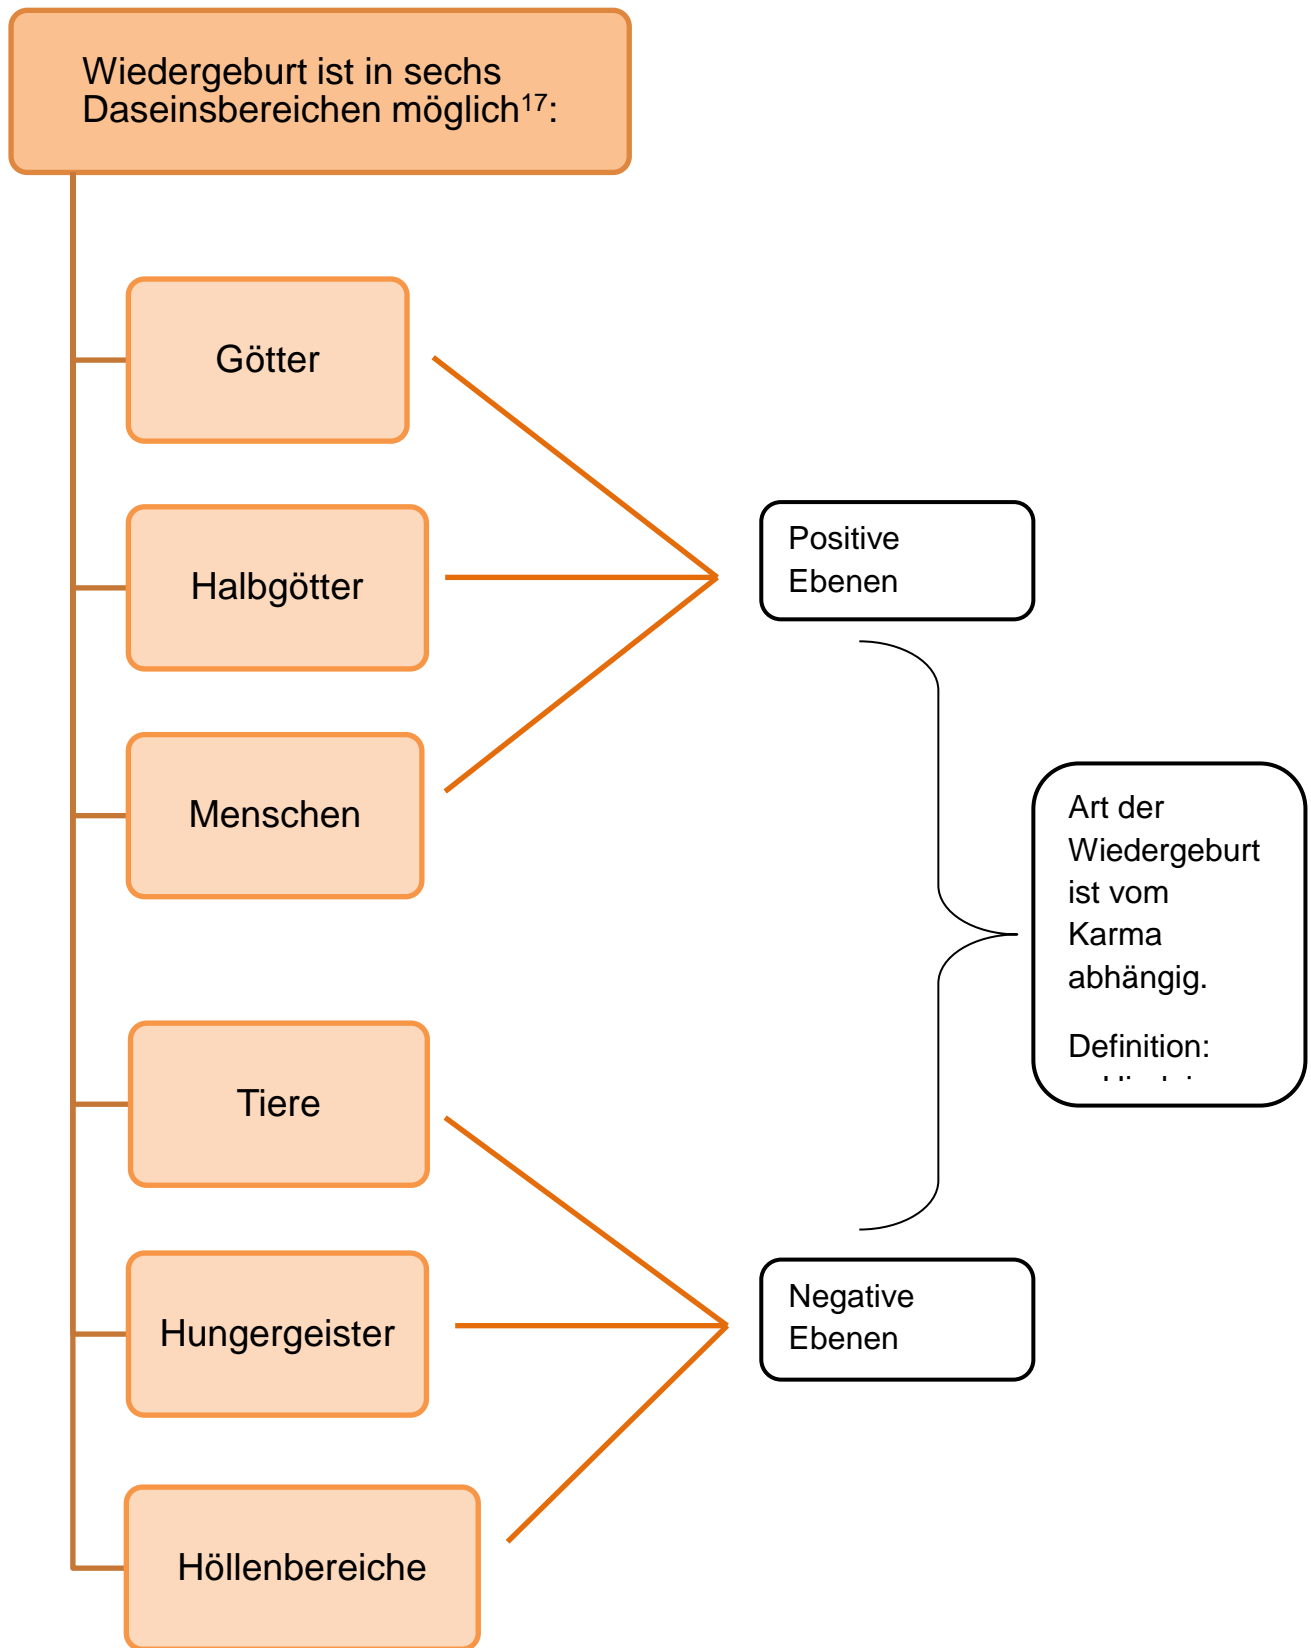 Wiedergeburt ist in sechs
Daseinsbereichen möglich¹⁷:
Götter
Halbgötter
Menschen
Tiere
Hungergeister
Höllenbereiche
Positive
Ebenen
Negative
Ebenen
Art der
Wiedergeburt
ist vom
Karma
abhängig.
Definition: